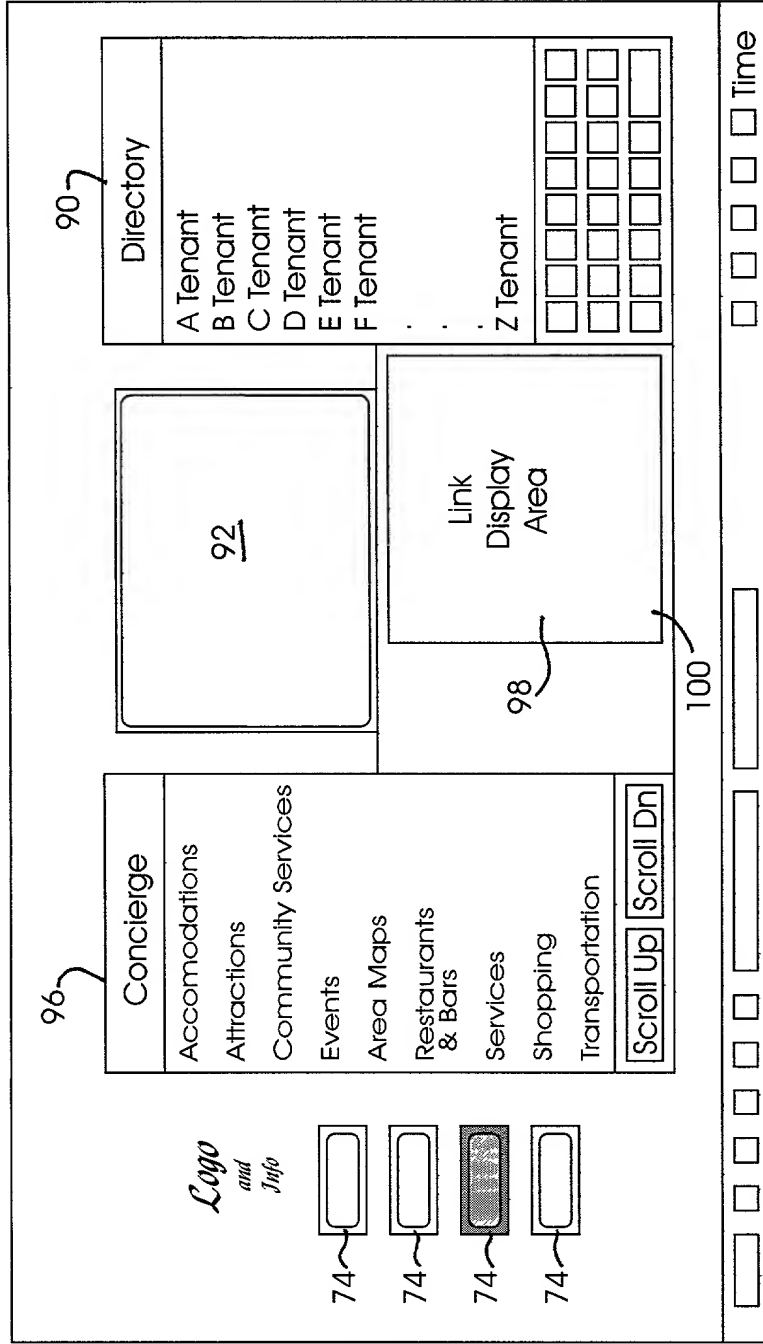 Logo
and
Info
74
74
74
74
96
Concierge
Accomodations
Attractions
Community Services
Events
Area Maps
Restaurants
& Bars
Services
Shopping
Transportation
Scroll Up
Scroll Dn
92
98
Link
Display
Area
100
90
Directory
A Tenant
B Tenant
C Tenant
D Tenant
E Tenant
F Tenant
. . .
Z Tenant
Time